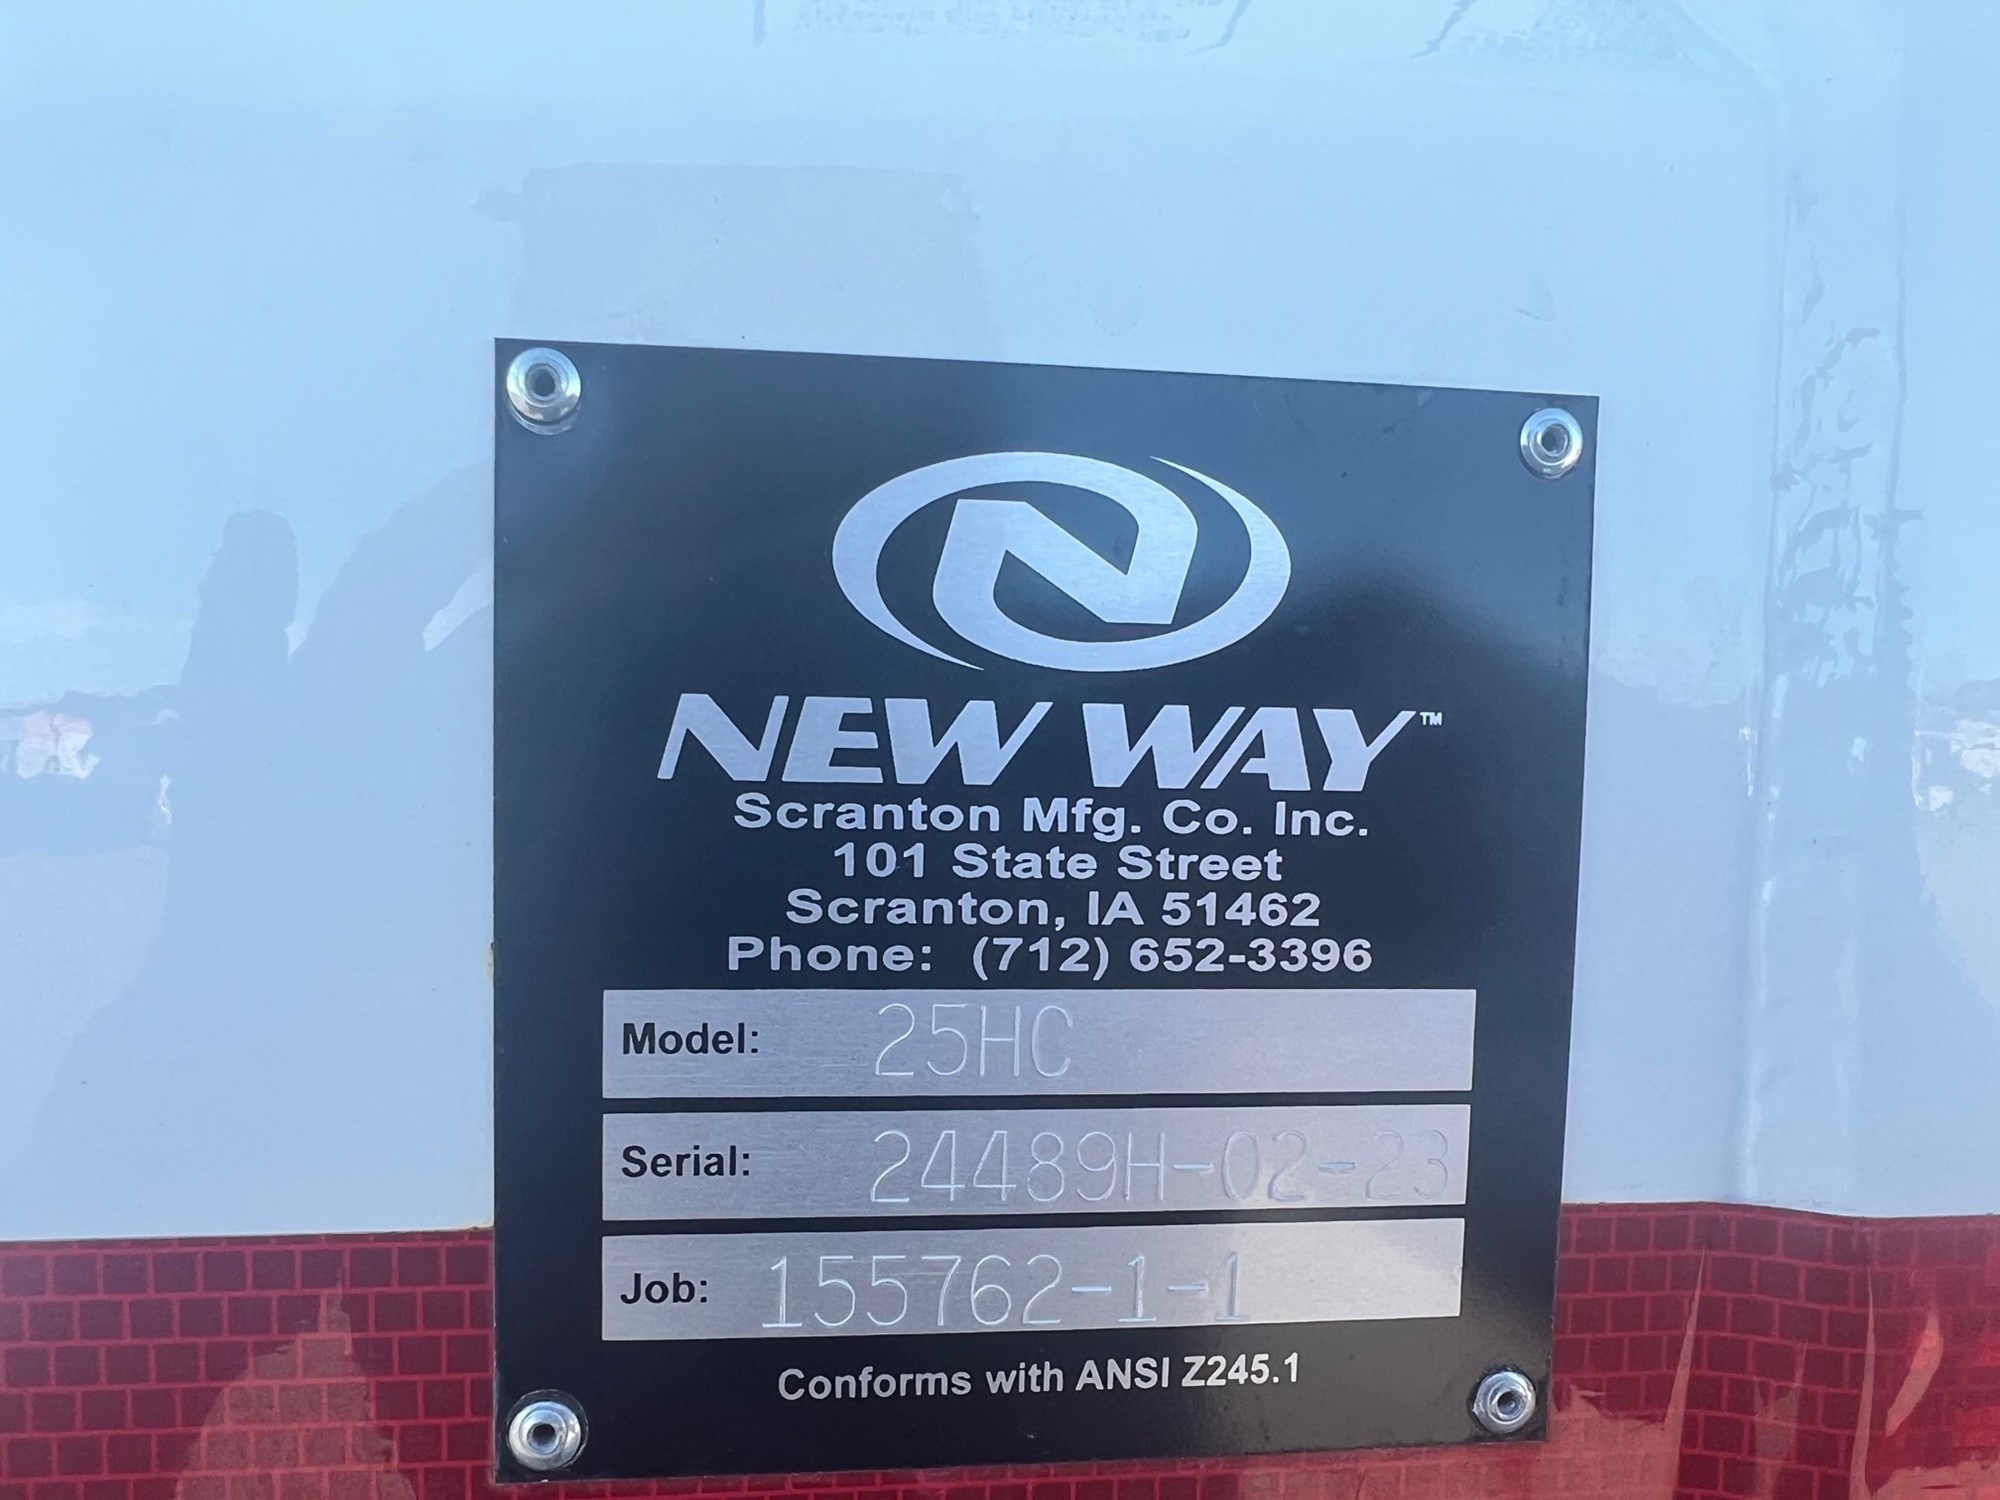 NEW WAY™
Scranton Mfg. Co. Inc.
101 State Street
Scranton, IA 51462
Phone: (712) 652-3396
Model: 25HC
Serial: 24489H-02-23
Job: 155762-1-1
Conforms with ANSI Z245.1